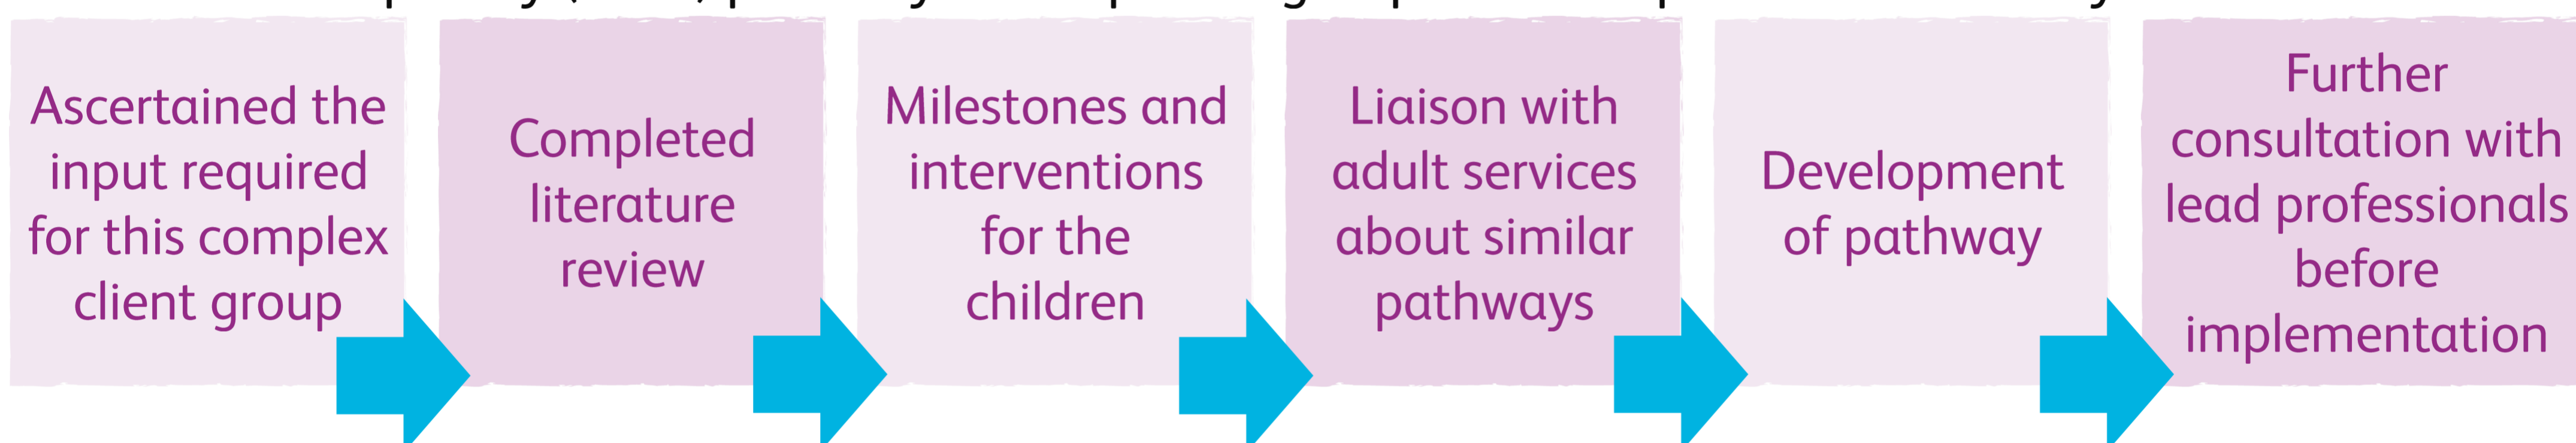 Ascertained the
input required
for this complex
client group
Completed
literature
review
Milestones and
interventions
for the
children
Liaison with
adult services
about similar
pathways
Development
of pathway
Further
consultation with
lead professionals
before
implementation